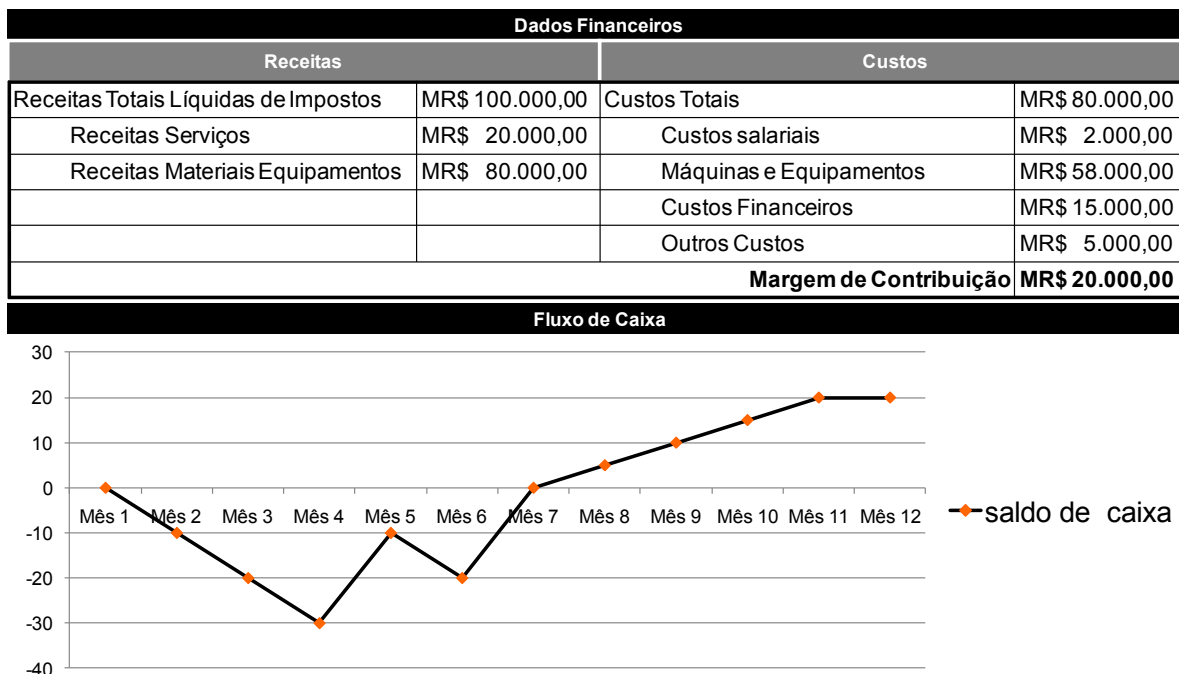 Dados Financeiros
Receitas Custos
Receitas Totais Líquidas de Impostos MR$ 100.000,00 Custos Totais MR$ 80.000,00
Receitas Serviços MR$ 20.000,00 Custos salariais MR$ 2.000,00
Receitas Materiais Equipamentos MR$ 80.000,00 Máquinas e Equipamentos MR$ 58.000,00
Custos Financeiros MR$ 15.000,00
Outros Custos MR$ 5.000,00
Margem de Contribuição MR$ 20.000,00
Fluxo de Caixa
30
20
10
0
Mês 1 Mês 2 Mês 3 Mês 4 Mês 5 Mês 6 Mês 7 Mês 8 Mês 9 Mês 10 Mês 11 Mês 12
saldo de caixa
-10
-20
-30
-40